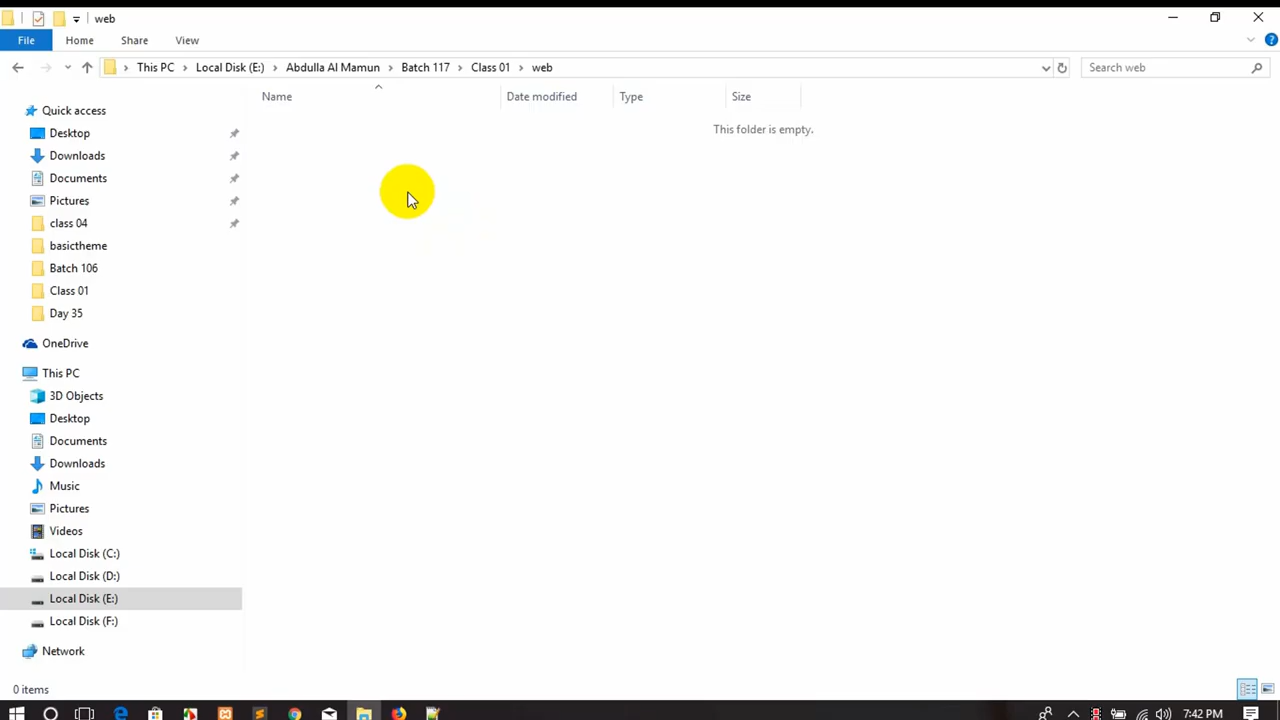 web
File Home Share View
This PC Local Disk (E:) Abdulla Al Mamun Batch 117 Class 01 web Search web
Name Date modified Type Size
This folder is empty.
Quick access
Desktop
Downloads
Documents
Pictures
class 04
basictheme
Batch 106
Class 01
Day 35
OneDrive
This PC
3D Objects
Desktop
Documents
Downloads
Music
Pictures
Videos
Local Disk (C:)
Local Disk (D:)
Local Disk (E:)
Local Disk (F:)
Network
0 items
7:42 PM